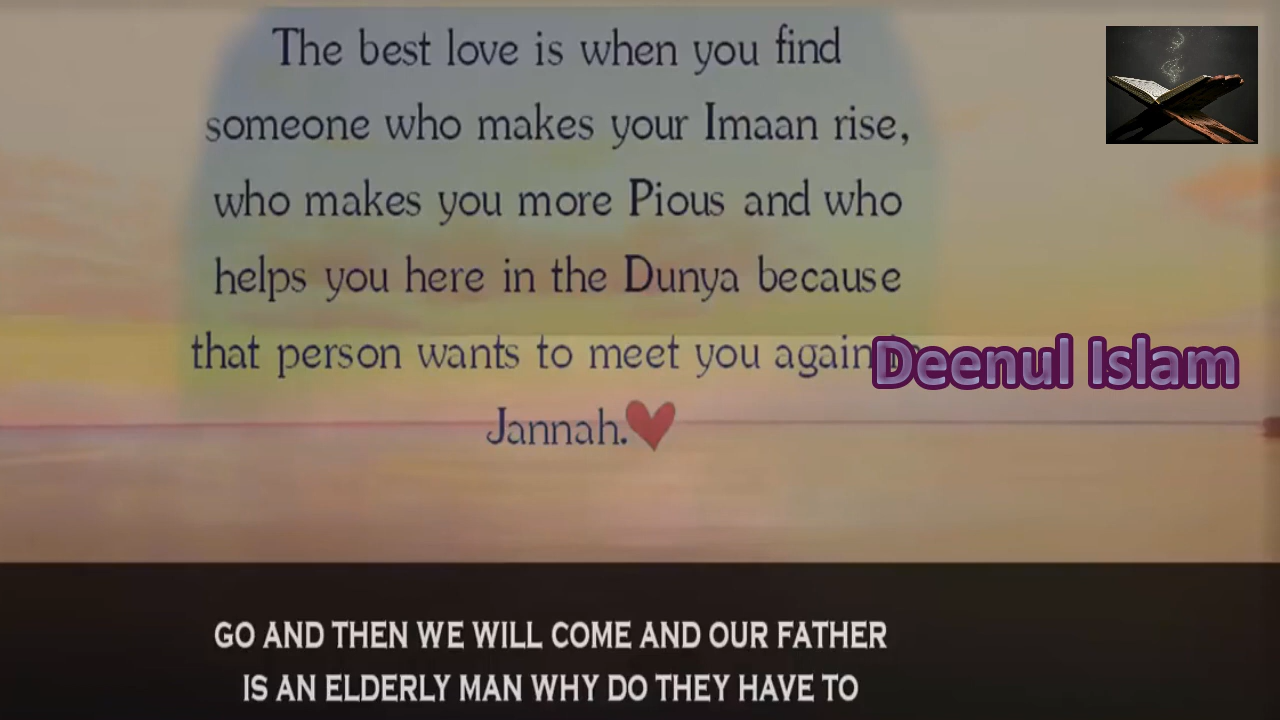 The best love is when you find
someone who makes your Imaan rise,
who makes you more Pious and who
helps you here in the Dunya because
that person wants to meet you again
Deenul Islam
Jannah.
GO AND THEN WE WILL COME AND OUR FATHER
IS AN ELDERLY MAN WHY DO THEY HAVE TO